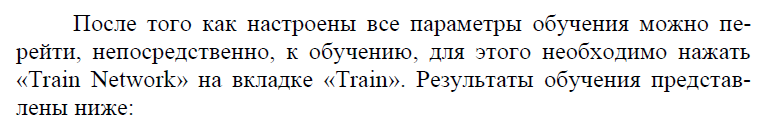 После того как настроены все параметры обучения можно пе-
рейти, непосредственно, к обучению, для этого необходимо нажать
«Train Network» на вкладке «Train». Результаты обучения представ-
лены ниже: